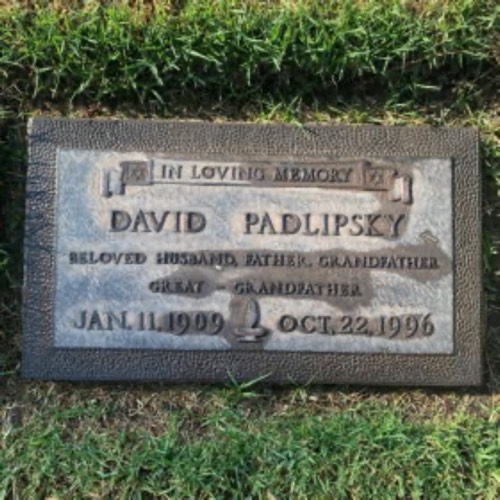 IN LOVING MEMORY
DAVID PADLIPSKY
BELOVED HUSBAND, FATHER, GRANDFATHER
GREAT - GRANDFATHER
JAN. 11, 1909 OCT. 22, 1996